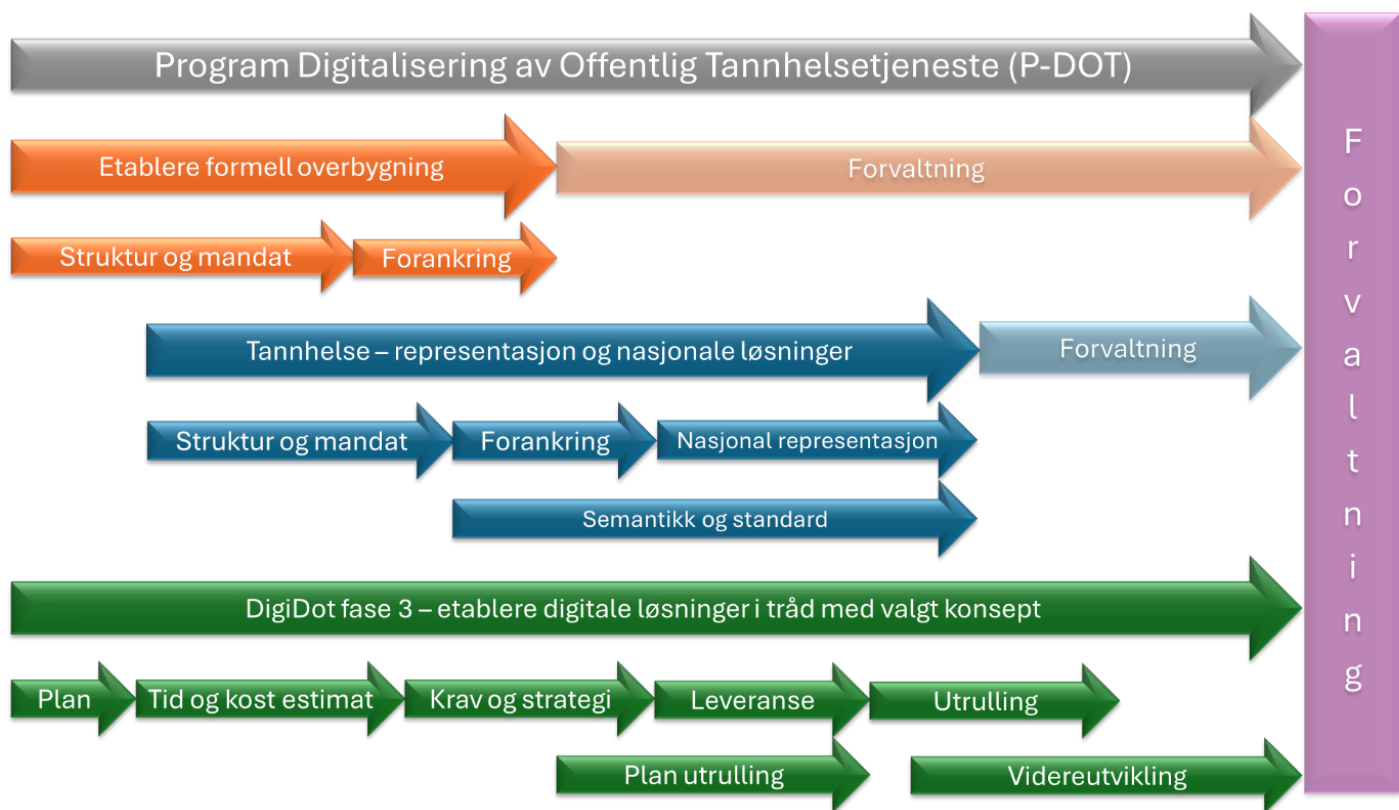 Program Digitalisering av Offentlig Tannhelsetjeneste (P-DOT)
Etablere formell overbygning
Forvaltning
Struktur og mandat
Forankring
Tannhelse – representasjon og nasjonale løsninger
Forvaltning
Struktur og mandat
Forankring
Nasjonal representasjon
Semantikk og standard
DigiDot fase 3 – etablere digitale løsninger i tråd med valgt konsept
Plan
Tid og kost estimat
Krav og strategi
Leveranse
Utrulling
Plan utrulling
Videreutvikling
Forvaltning